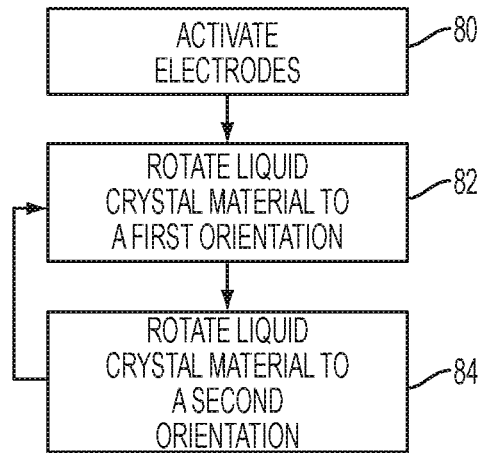 ACTIVATE
ELECTRODES
80
ROTATE LIQUID
CRYSTAL MATERIAL TO
A FIRST ORIENTATION
82
ROTATE LIQUID
CRYSTAL MATERIAL TO
A SECOND
ORIENTATION
84